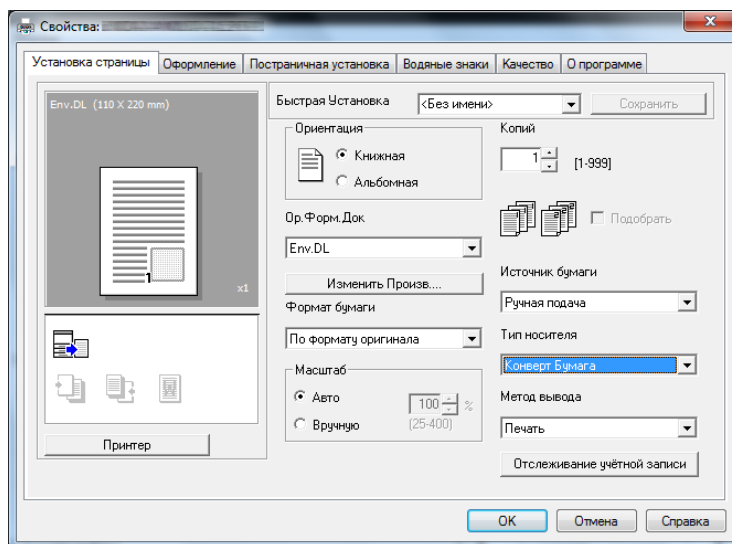 Свойства:
Установка страницы
Оформление
Постраничная установка
Водяные знаки
Качество
О программе
Env.DL (110 X 220 mm)
1
x1
Принтер
Быстрая Установка
<Без имени>
Сохранить
Ориентация
Книжная
Альбомная
Ор.Форм.Док
Env.DL
Изменить Произв....
Формат бумаги
По формату оригинала
Масштаб
Авто
Вручную
100 %
(25-400)
Копий
1
[1-999]
Подобрать
Источник бумаги
Ручная подача
Тип носителя
Конверт Бумага
Метод вывода
Печать
Отслеживание учётной записи
OK
Отмена
Справка